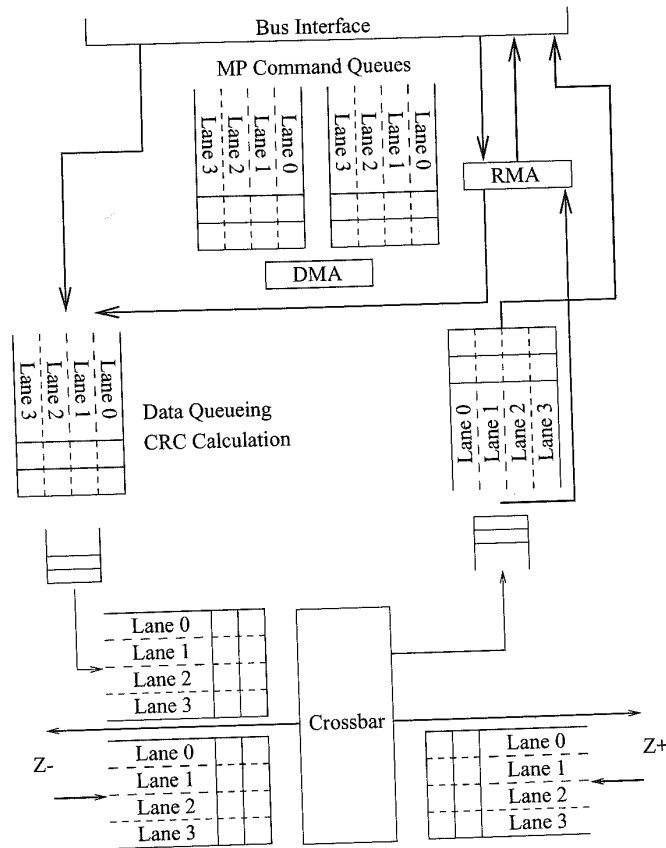 Bus Interface
MP Command Queues
Lane 3
Lane 2
Lane 1
Lane 0
Lane 3
Lane 2
Lane 1
Lane 0
RMA
DMA
Lane 3
Lane 2
Lane 1
Lane 0
Data Queueing
CRC Calculation
Lane 0
Lane 1
Lane 2
Lane 3
Lane 0
Lane 1
Lane 2
Lane 3
Crossbar
Z-
Lane 0
Lane 1
Lane 2
Lane 3
Lane 0
Lane 1
Lane 2
Lane 3
Z+